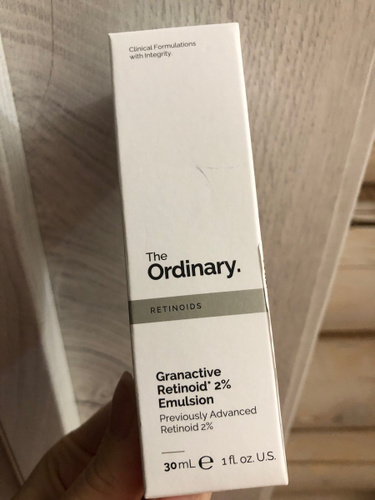 Clinical Formulations
with Integrity.
The
Ordinary.
RETINOIDS
Granactive
Retinoid* 2%
Emulsion
Previously Advanced
Retinoid 2%
30mL ℮ 1 fl. oz. U.S.